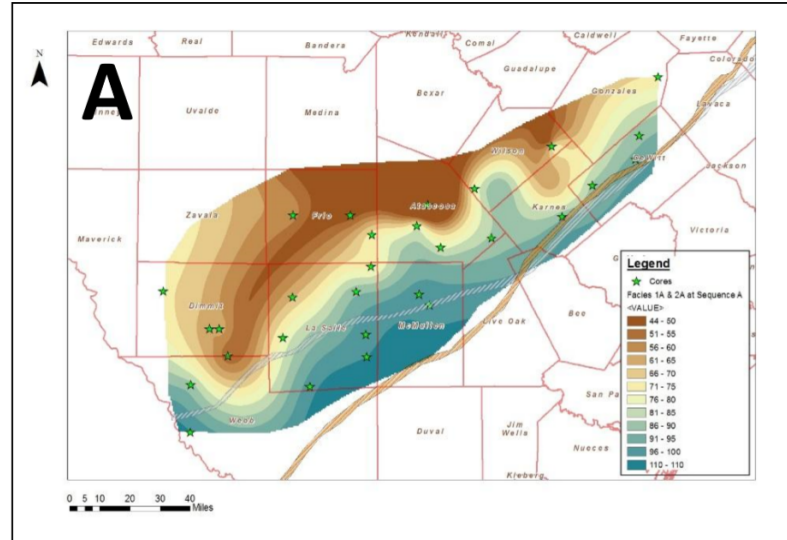 A
N
Edwards
Real
Bandera
Kendall
Comal
Caldwell
Fayette
Colorado
Guadalupe
Bexar
Gonzales
Lavaca
Uvalde
Medina
Wilson
DeWitt
Jackson
Zavala
Frio
Atascosa
Karnes
Maverick
Victoria
Dimmit
La Salle
McMullen
Live Oak
Bee
San Pa
Webb
Duval
Jim
Wells
Nueces
Kleberg
Legend
Cores
Facies 1A & 2A at Sequence A
<VALUE>
44 - 50
51 - 55
56 - 60
61 - 65
66 - 70
71 - 75
76 - 80
81 - 85
86 - 90
91 - 95
96 - 100
110 - 110
0 5 10 20 30 40
Miles